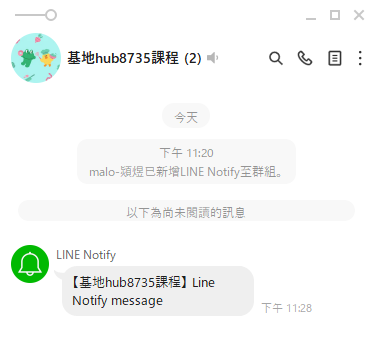 基地hub8735課程 (2)
今天
下午 11:20
malo-熲煜已新增LINE Notify至群組。
以下為尚未閱讀的訊息
LINE Notify
【基地hub8735課程】Line
Notify message
下午 11:28